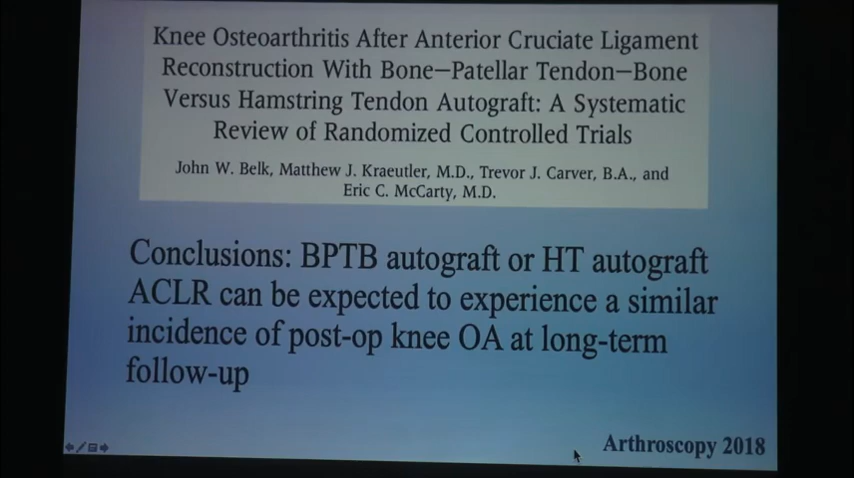 Knee Osteoarthritis After Anterior Cruciate Ligament
Reconstruction With Bone–Patellar Tendon–Bone
Versus Hamstring Tendon Autograft: A Systematic
Review of Randomized Controlled Trials
John W. Belk, Matthew J. Kraeutler, M.D., Trevor J. Carver, B.A., and
Eric C. McCarty, M.D.
Conclusions: BPTB autograft or HT autograft
ACLR can be expected to experience a similar
incidence of post-op knee OA at long-term
follow-up
Arthroscopy 2018